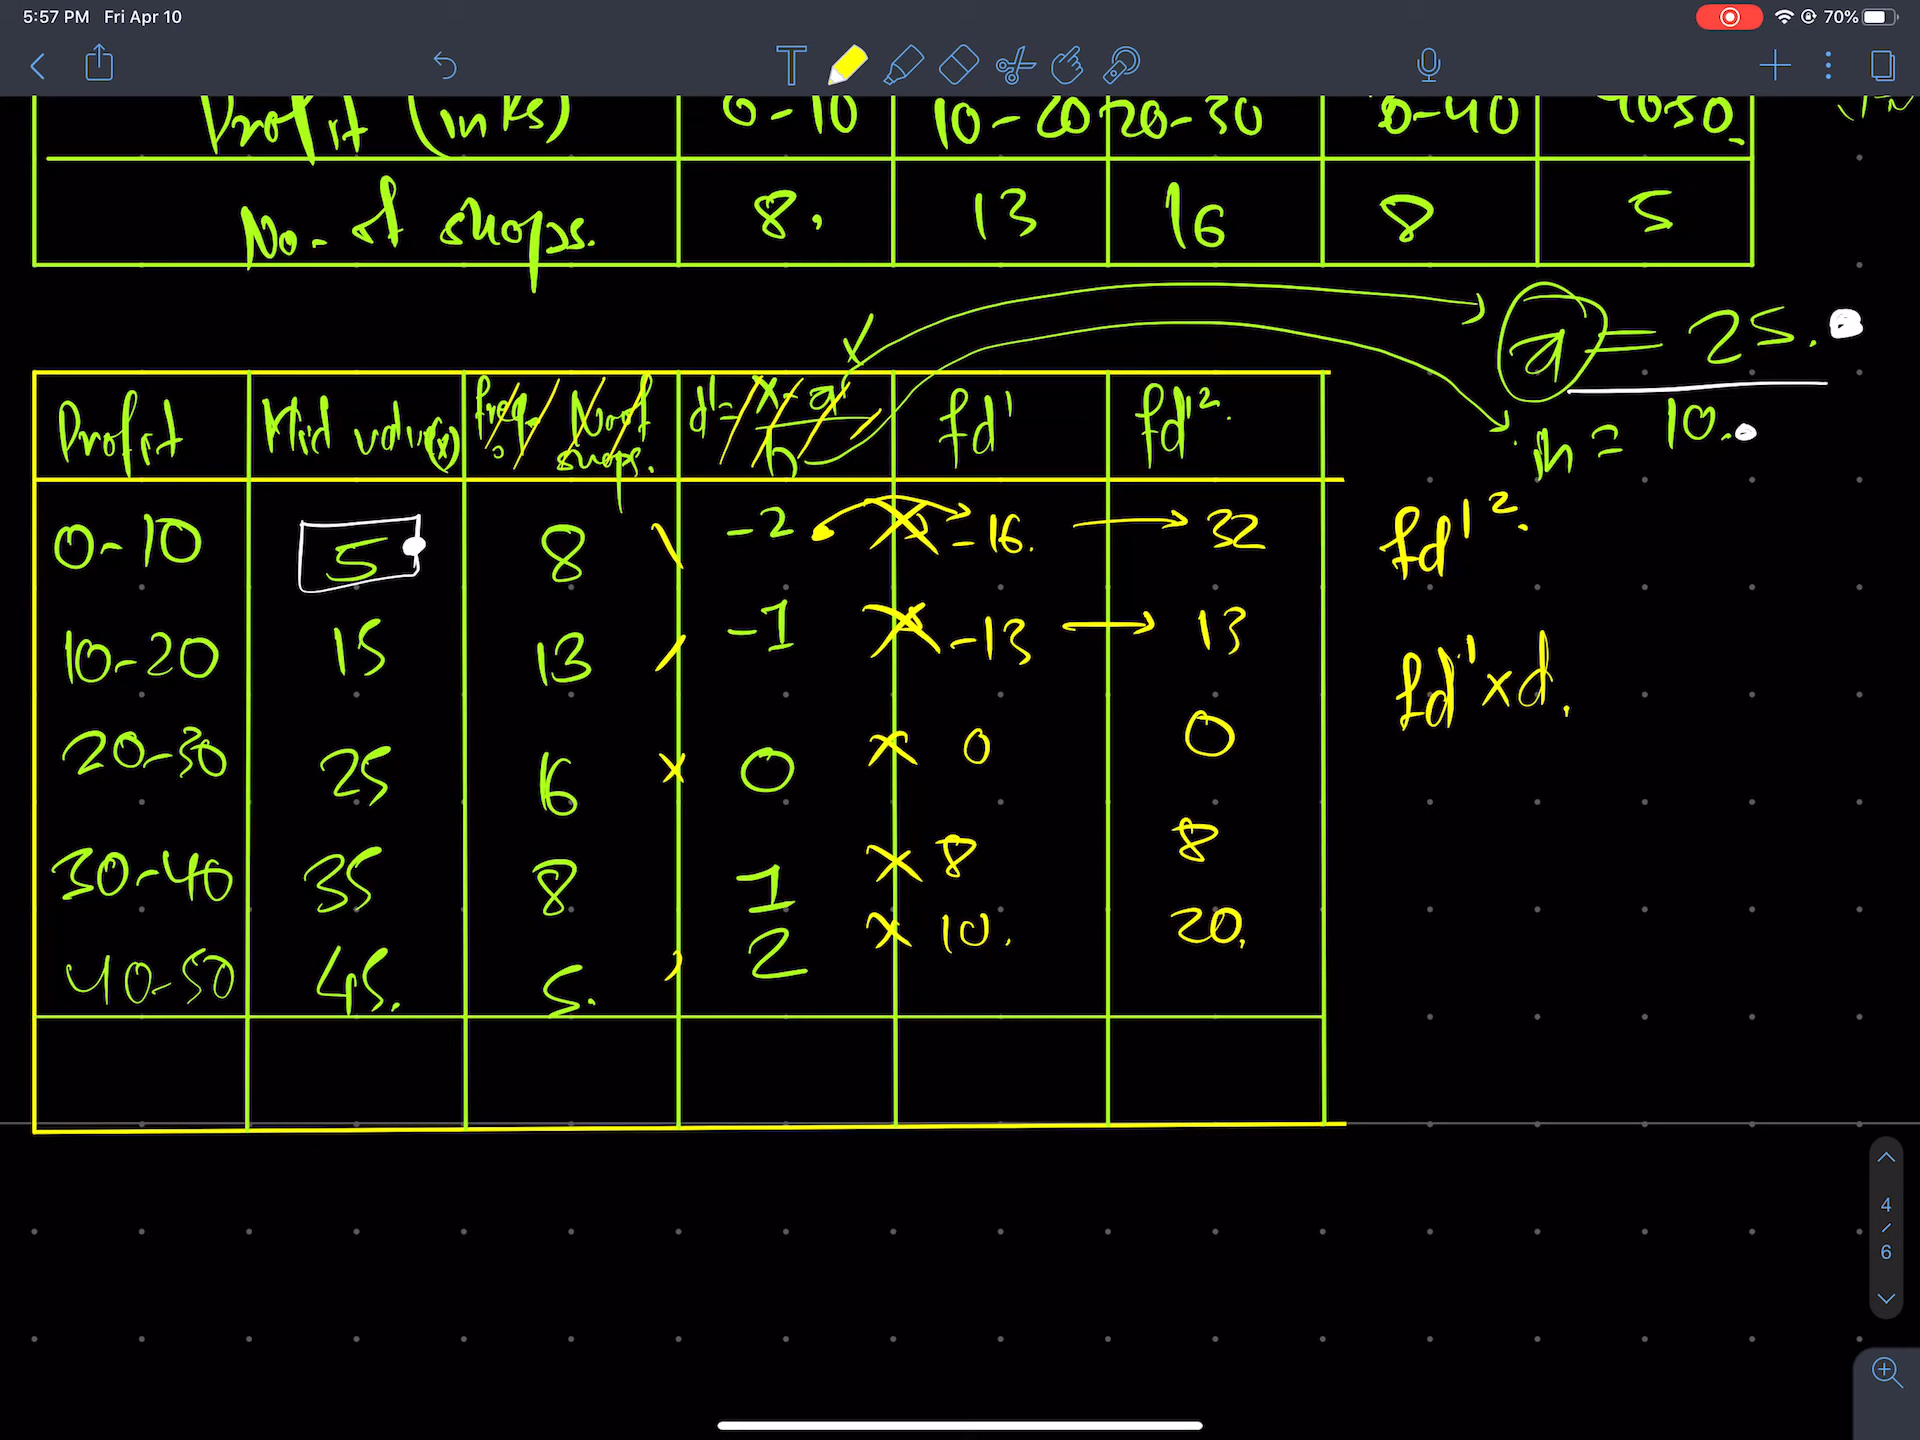 5:57 PM Fri Apr 10
70%
Profit (in Rs) 0-10 10-20 20-30 30-40 40-50
No. of shops. 8. 13 16 8 5
a = 25.
h = 10.
Profit Mid value(x) freq. No of shops. d'= x-a/h fd' fd'².
0-10 5 8 -2 -16. 32
10-20 15 13 -1 -13 13
20-30 25 16 0 0 0
30-40 35 8 1 8 8
40-50 45. 5. 2 10. 20.
fd'².
fd' x d.
4
/
6